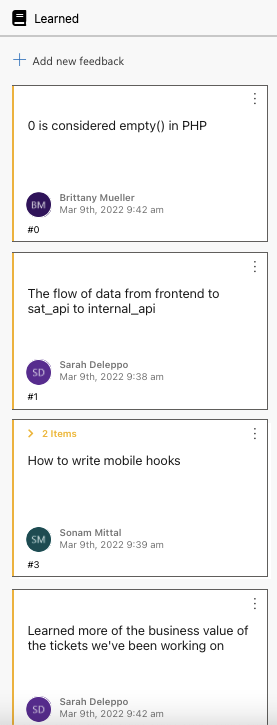 Learned
Add new feedback
0 is considered empty() in PHP
BM
Brittany Mueller
Mar 9th, 2022 9:42 am
#0
The flow of data from frontend to
sat_api to internal_api
SD
Sarah Deleppo
Mar 9th, 2022 9:38 am
#1
2 Items
How to write mobile hooks
SM
Sonam Mittal
Mar 9th, 2022 9:39 am
#3
Learned more of the business value of
the tickets we've been working on
SD
Sarah Deleppo
Mar 9th, 2022 9:42 am